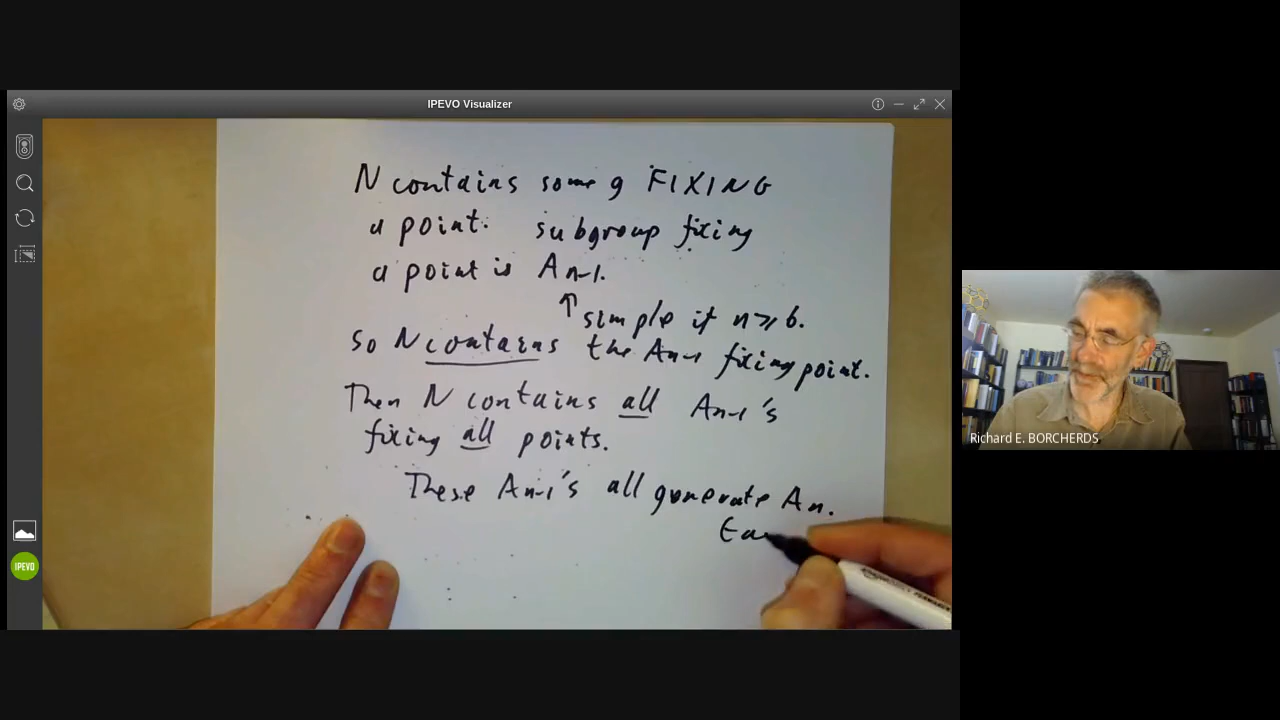 IPEVO Visualizer
N contains some g FIXING
a point. subgroup fixing
a point is An-1.
↑ simple if n ≥ 6.
so N contains the An-1 fixing point.
Then N contains all An-1's
fixing all points.
These An-1's all generate An.
Ea
Richard E. BORCHERDS
IPEVO